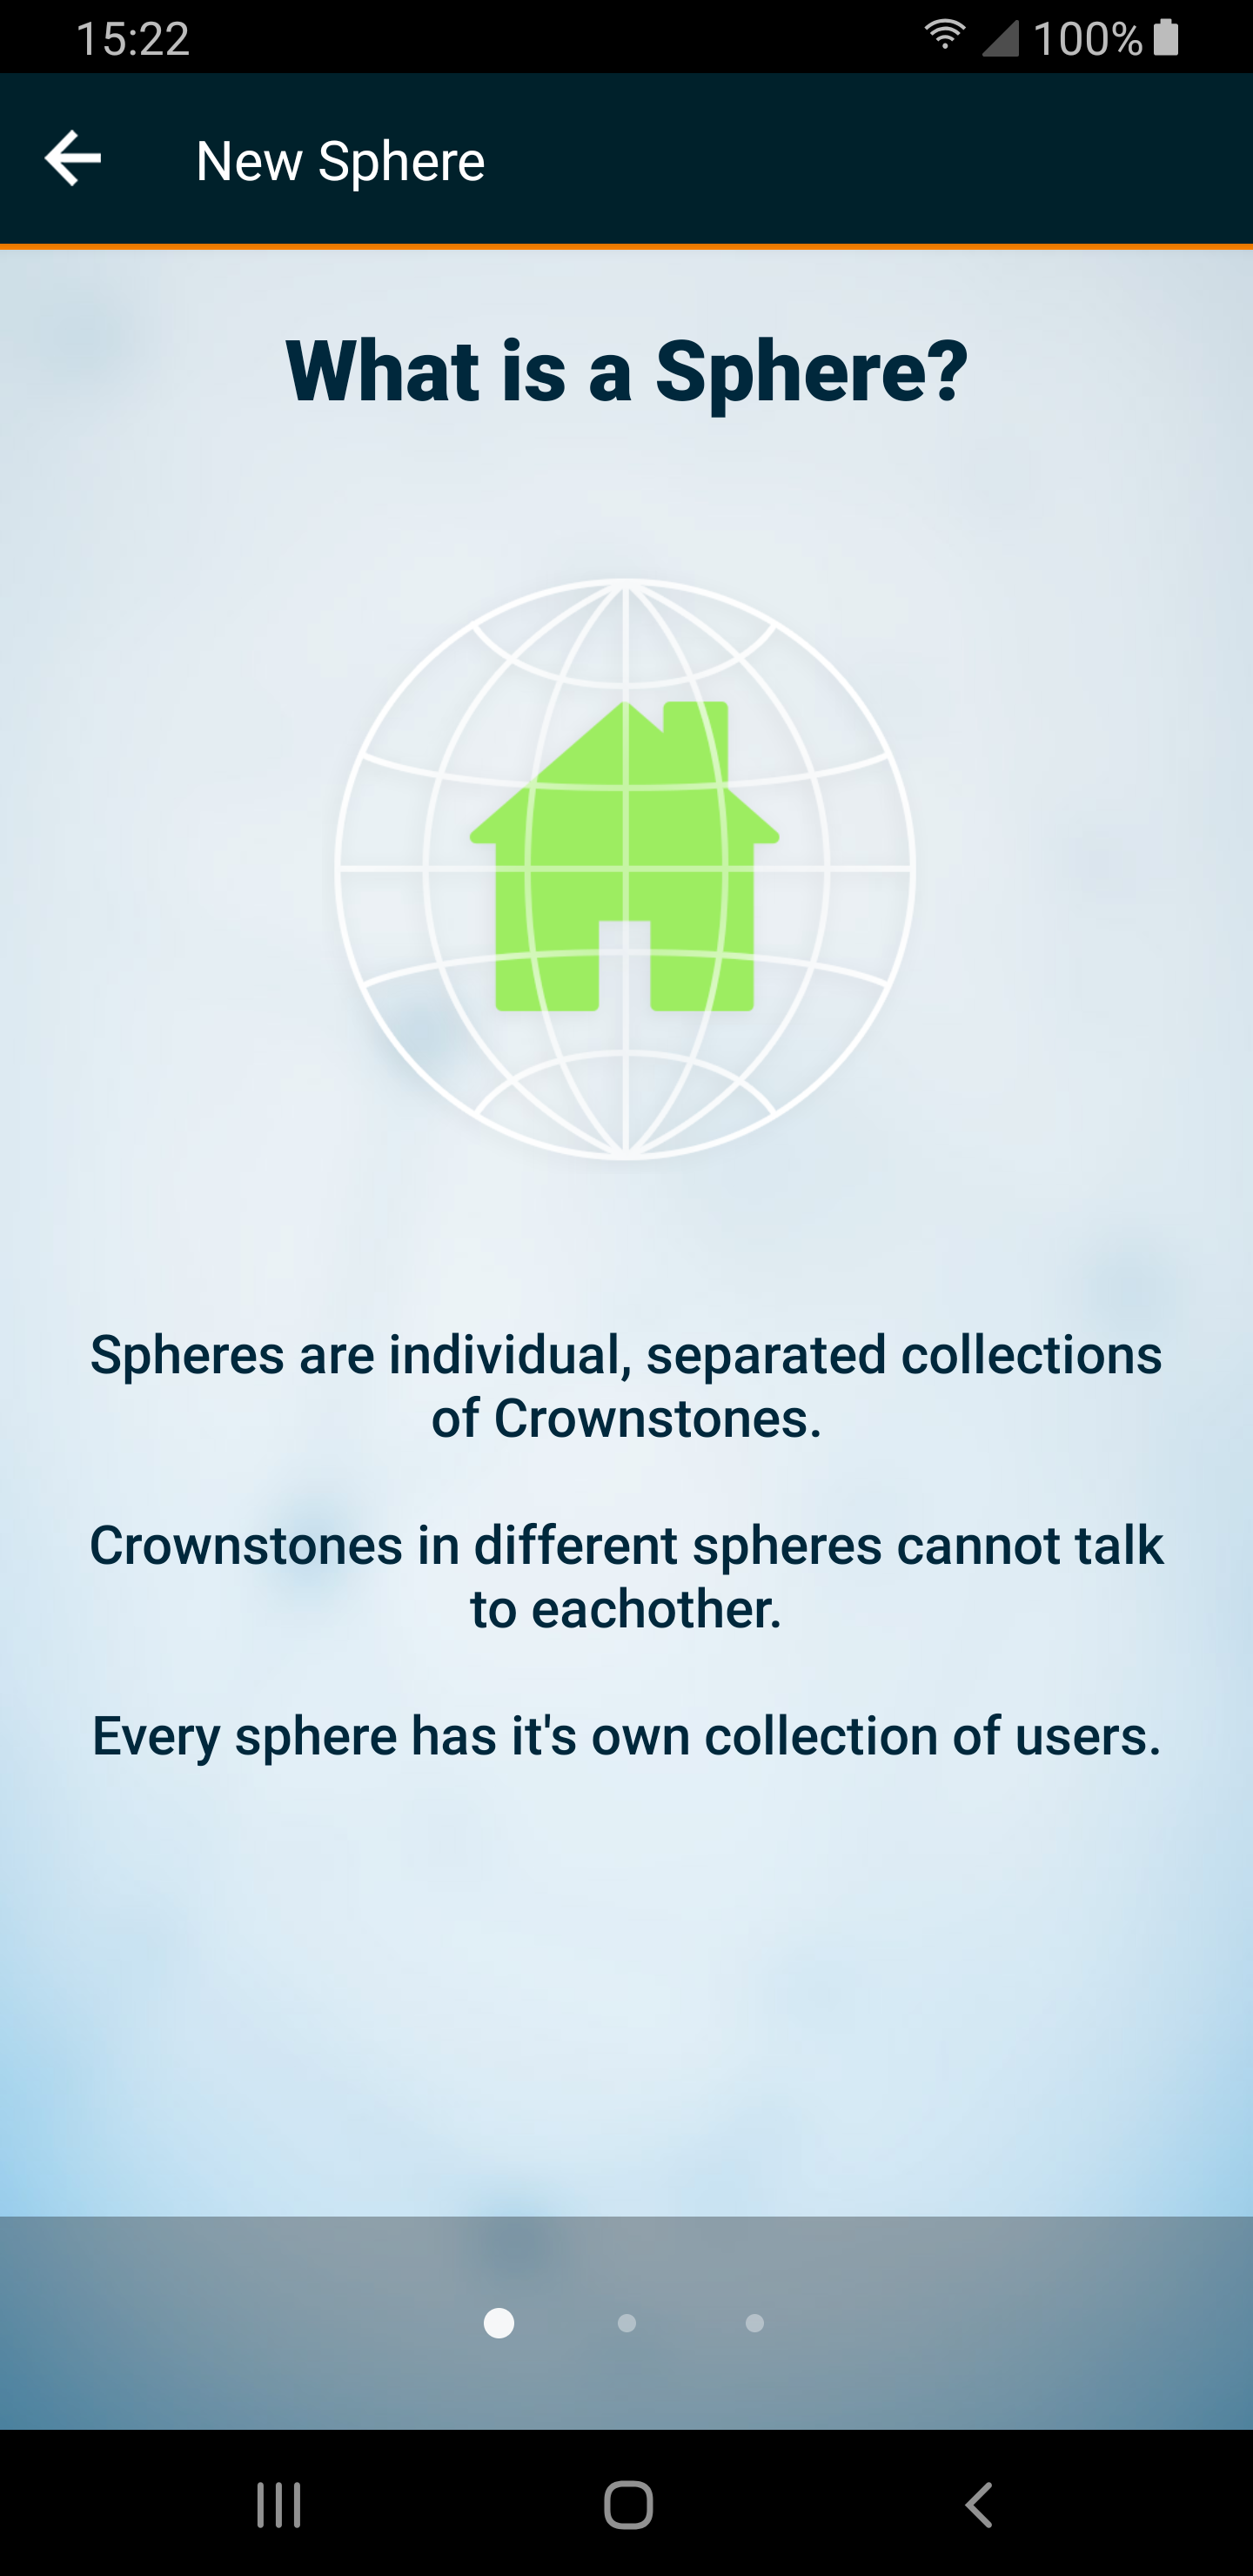 15:22
100%
New Sphere
What is a Sphere?
Spheres are individual, separated collections
of Crownstones.
Crownstones in different spheres cannot talk
to eachother.
Every sphere has it's own collection of users.